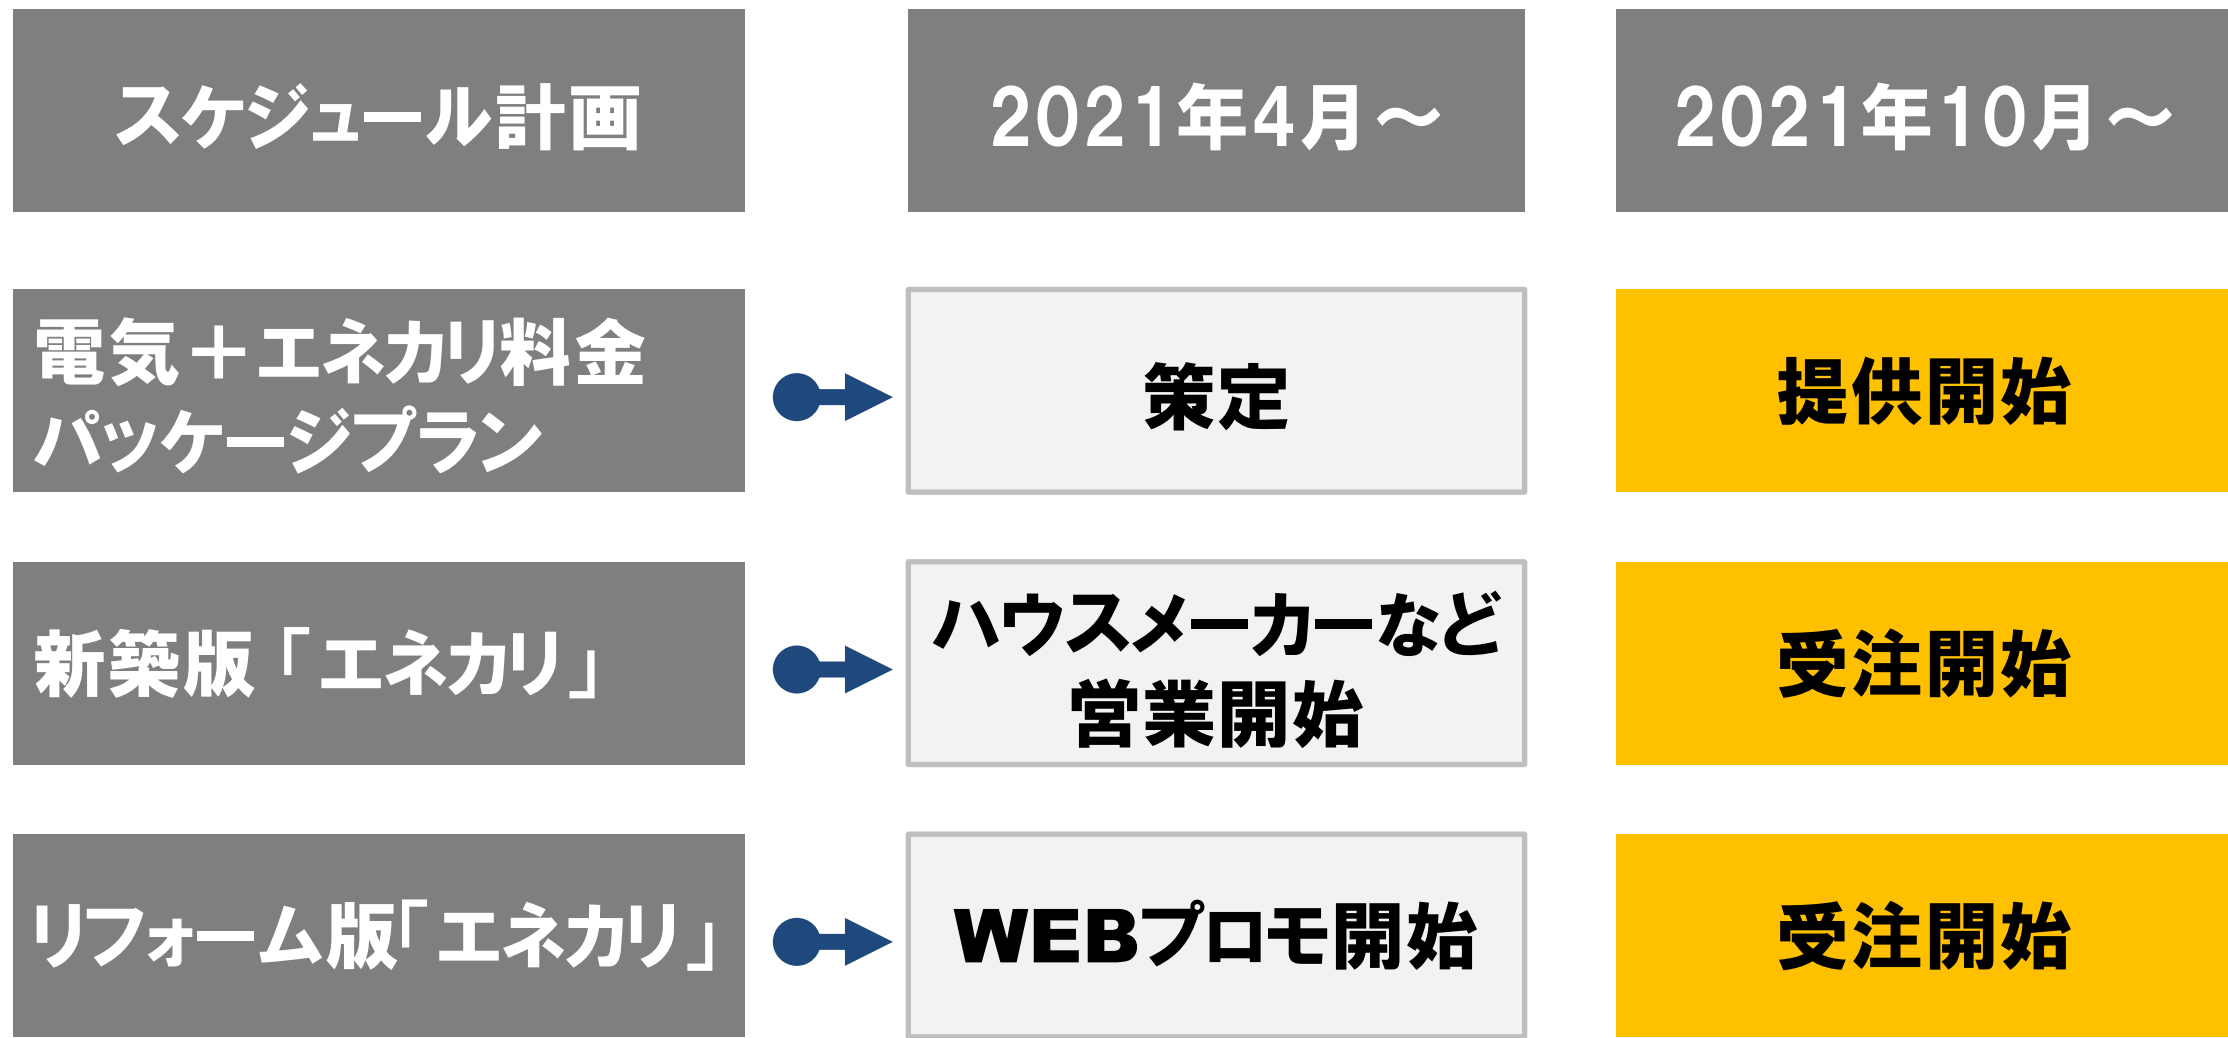 スケジュール計画
2021年4月～
2021年10月～
電気＋エネカリ料金
パッケージプラン
策定
提供開始
新築版「エネカリ」
ハウスメーカーなど
営業開始
受注開始
リフォーム版「エネカリ」
WEBプロモ開始
受注開始